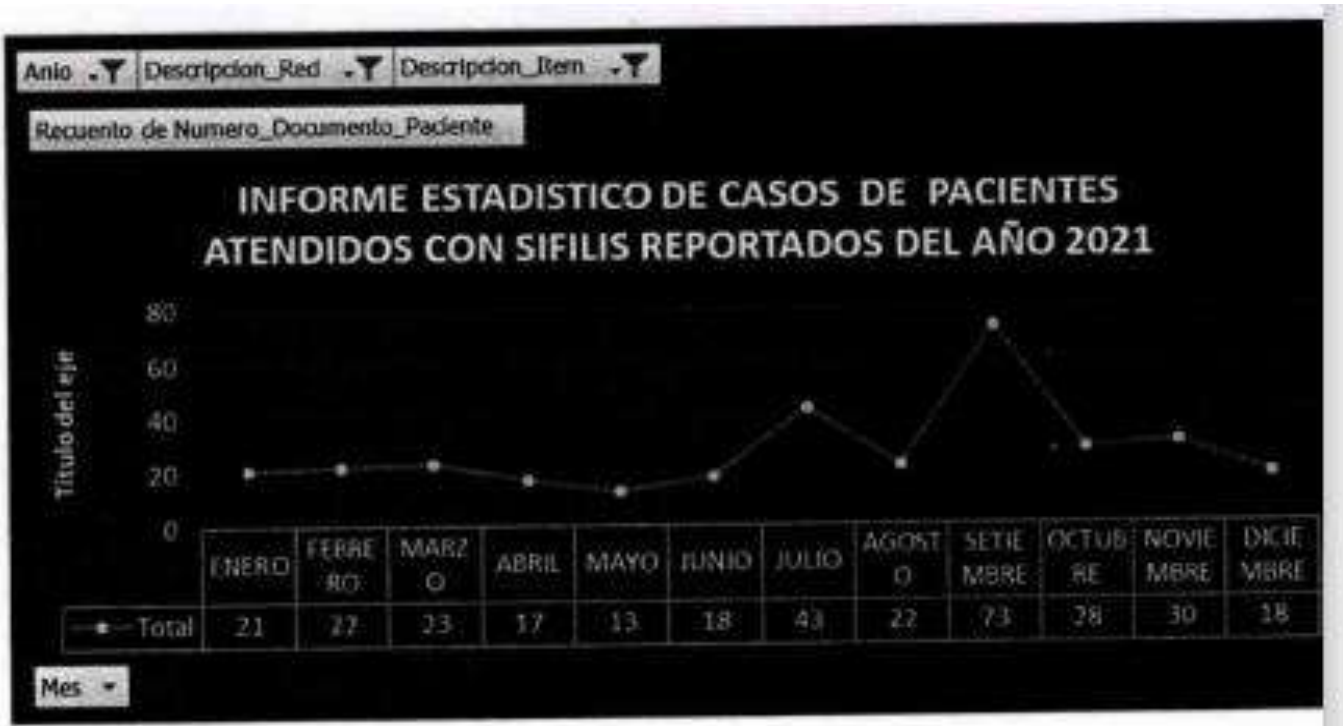 Anio Descripcion_Red Descripcion_Item
Recuento de Numero_Documento_Paciente
INFORME ESTADISTICO DE CASOS DE PACIENTES
ATENDIDOS CON SIFILIS REPORTADOS DEL AÑO 2021
Título del eje
80
60
40
20
0
ENERO FEBRE MARZ ABRIL MAYO JUNIO JULIO AGOST SETIE OCTUB NOVIE DICIE
RO O O MBRE RE MBRE MBRE
Total 21 22 23 17 13 18 43 22 73 28 30 18
Mes